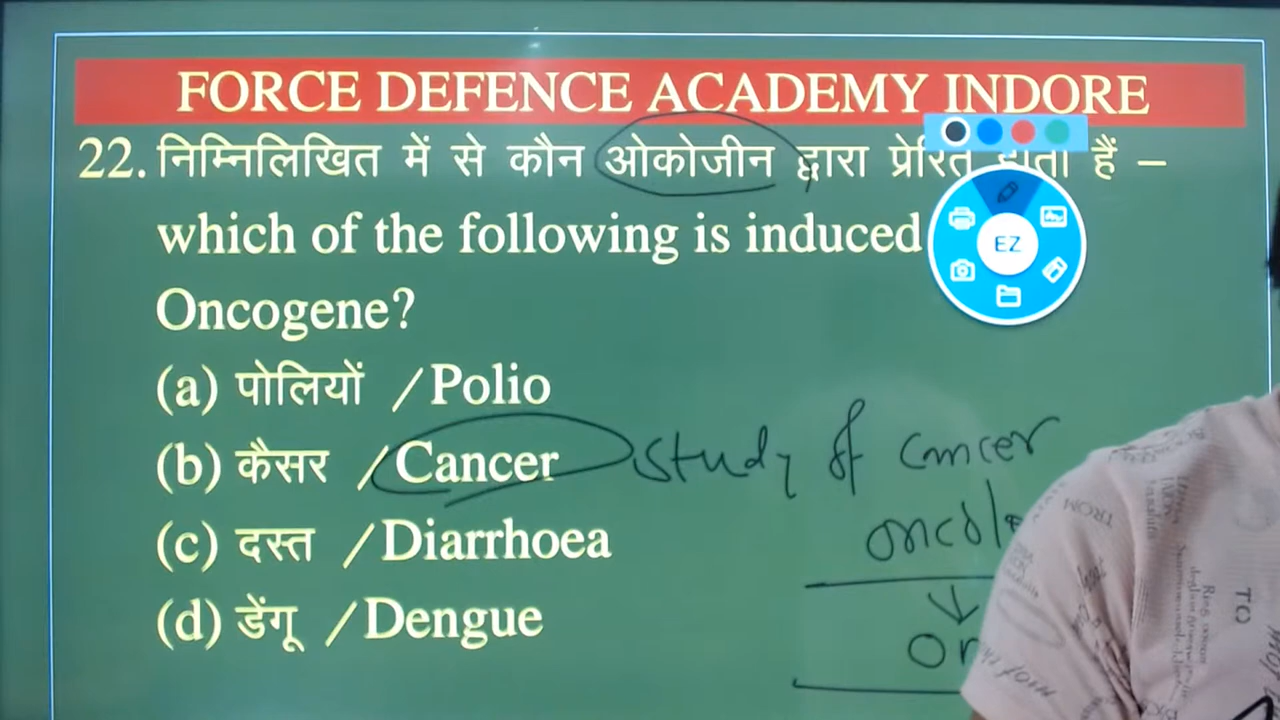 FORCE DEFENCE ACADEMY INDORE
22. निम्निलिखित में से कौन ओकोजीन द्वारा प्रेरित होता हैं –
which of the following is induced
EZ
Oncogene?
(a) पोलियों / Polio
(b) कैसर / Cancer study of cancer
(c) दस्त / Diarrhoea
(d) डेंगू / Dengue
TO